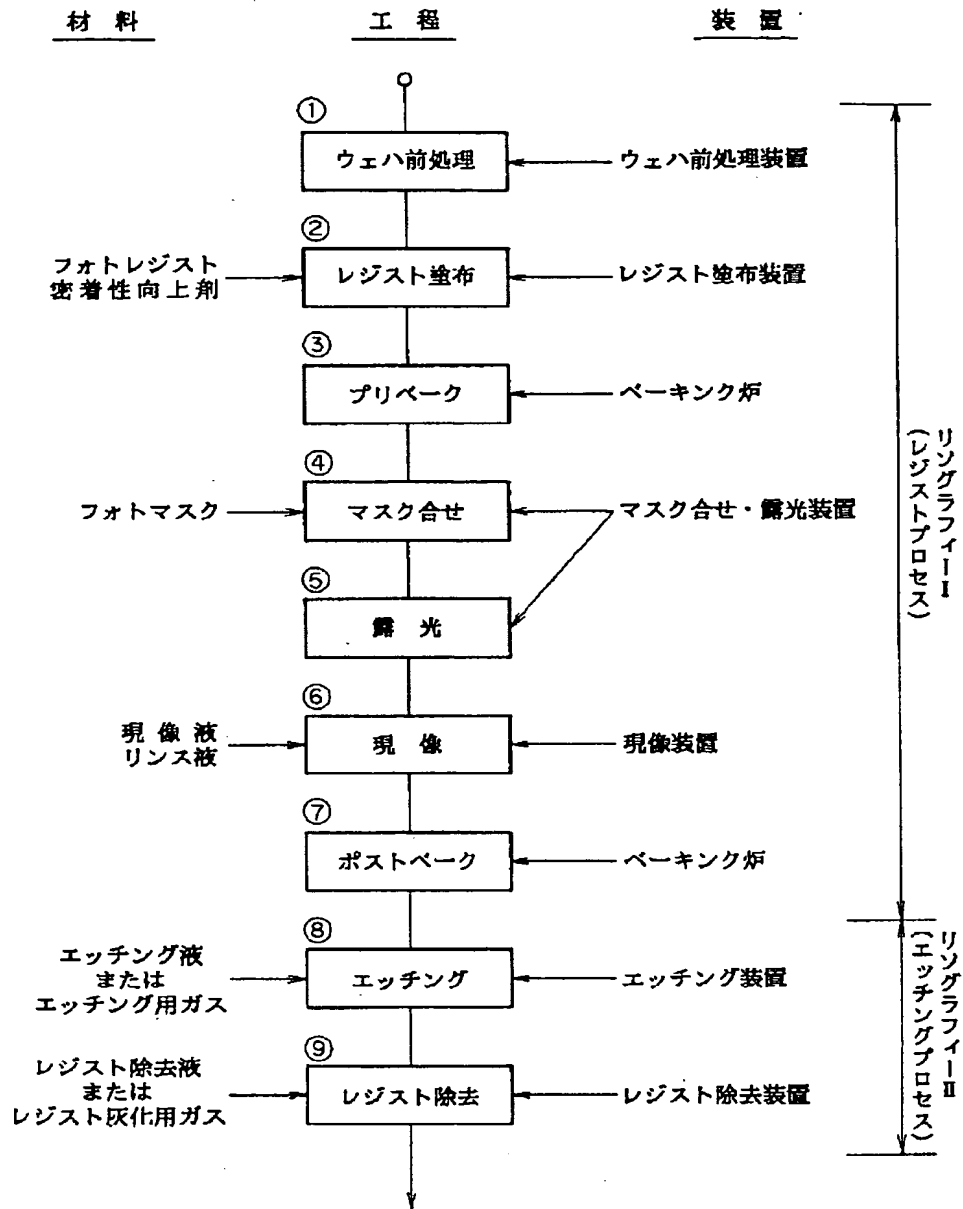 材料 工程 装置
①
ウェハ前処理 ウェハ前処理装置
②
フォトレジスト
密着性向上剤
レジスト塗布 レジスト塗布装置
③
プリベーク ベーキング炉
④
フォトマスク マスク合せ マスク合せ・露光装置
⑤
露光
⑥
現像液
リンス液
現像 現像装置
⑦
ポストベーク ベーキング炉
リソグラフィーI
(レジストプロセス)
⑧
エッチング液
または
エッチング用ガス
エッチング エッチング装置
⑨
レジスト除去液
または
レジスト灰化用ガス
レジスト除去 レジスト除去装置
リソグラフィーII
(エッチングプロセス)